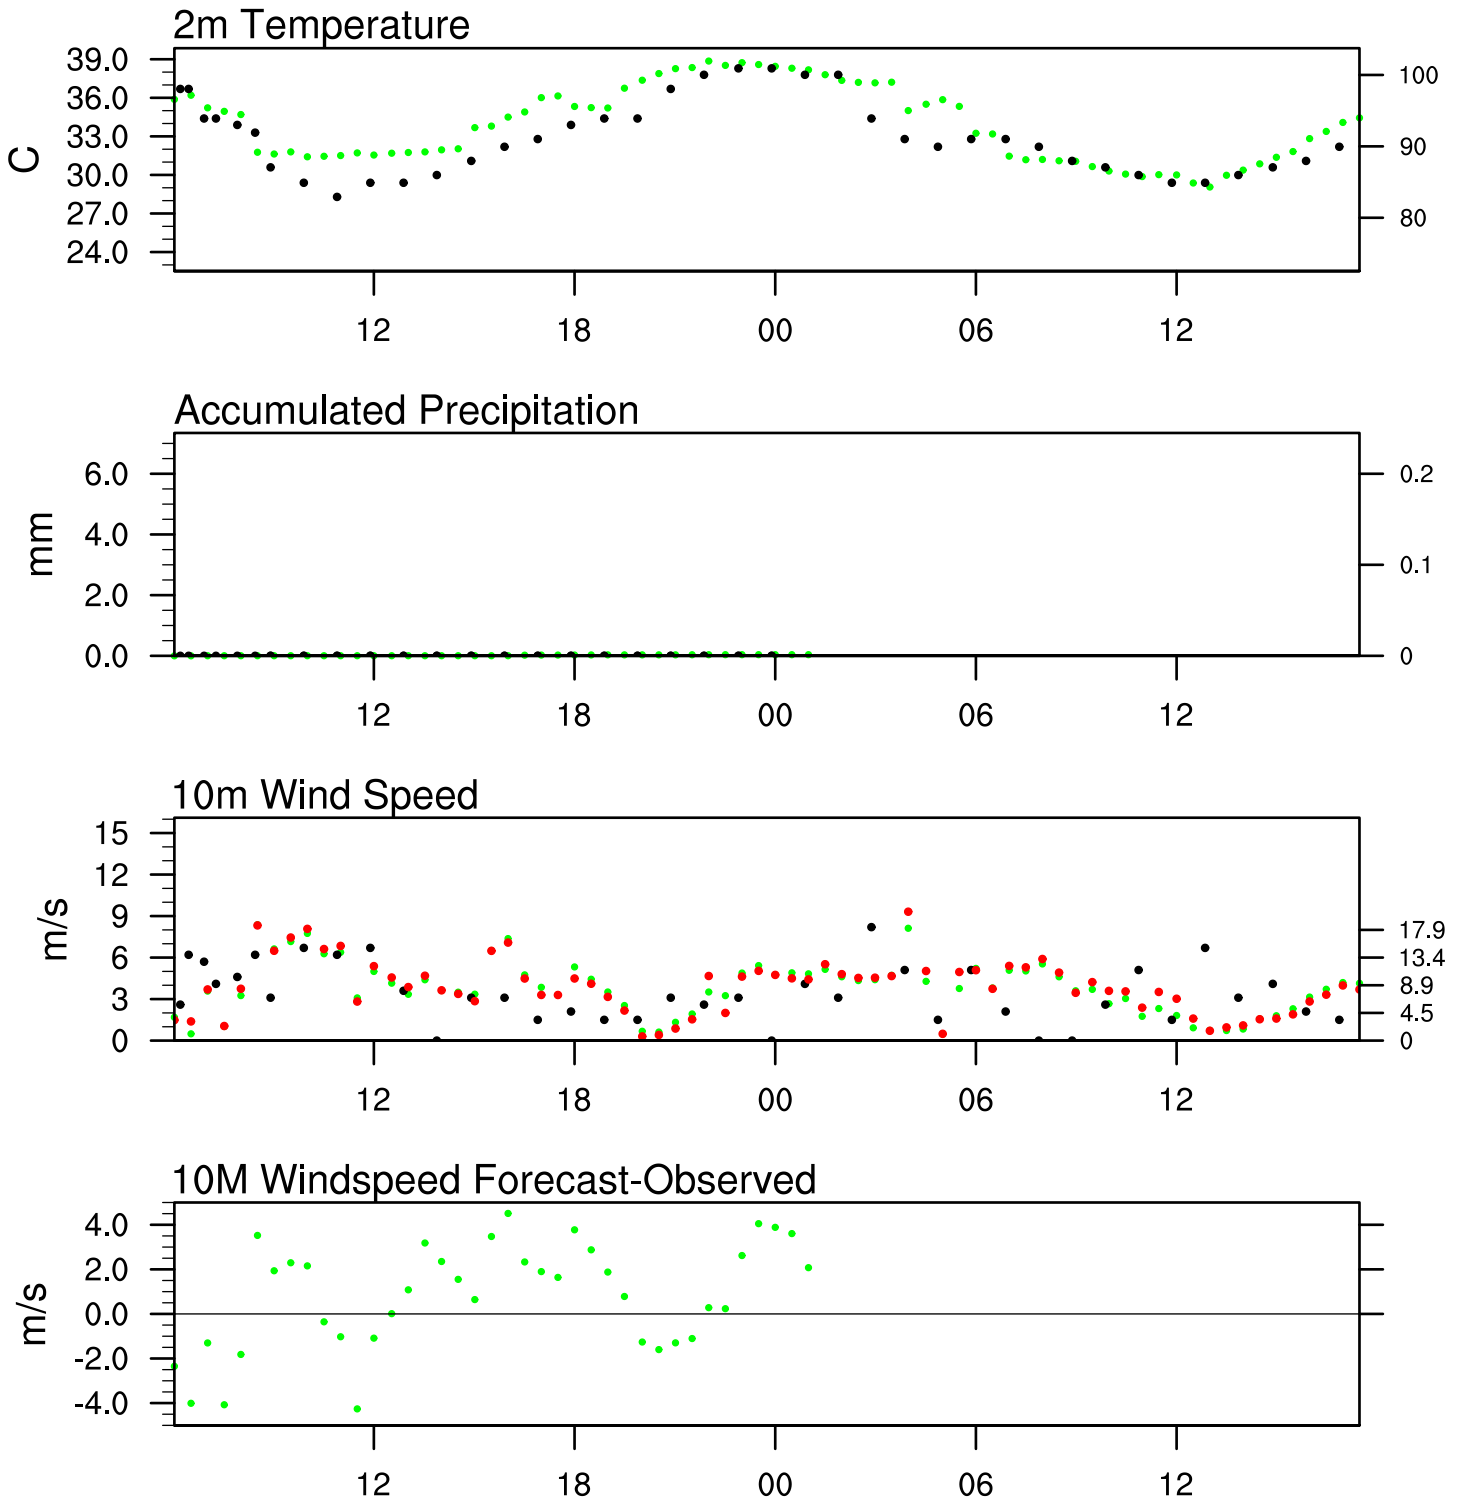 2m Temperature
39.0
36.0
33.0
30.0
27.0
24.0
C
100
90
80
12 18 00 06 12
Accumulated Precipitation
6.0
4.0
2.0
0.0
mm
0.2
0.1
0
12 18 00 06 12
10m Wind Speed
15
12
9
6
3
0
m/s
17.9
13.4
8.9
4.5
0
12 18 00 06 12
10M Windspeed Forecast-Observed
4.0
2.0
0.0
-2.0
-4.0
m/s
12 18 00 06 12